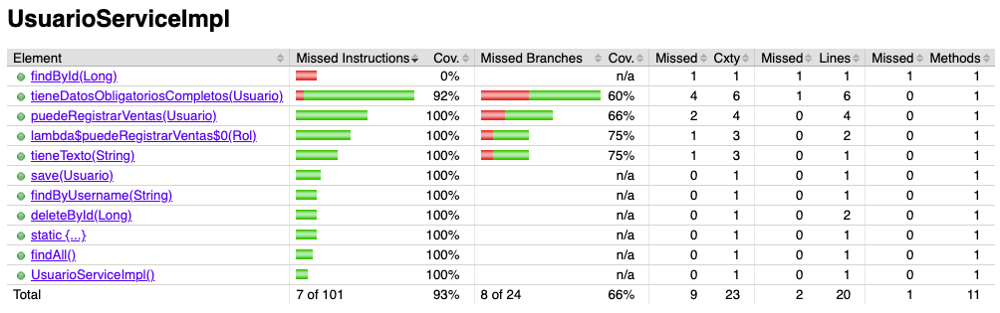 UsuarioServiceImpl
Element Missed Instructions Cov. Missed Branches Cov. Missed Cxty Missed Lines Missed Methods
findById(Long) 0% n/a 1 1 1 1 1 1
tieneDatosObligatoriosCompletos(Usuario) 92% 60% 4 6 1 6 0 1
puedeRegistrarVentas(Usuario) 100% 66% 2 4 0 4 0 1
lambda$puedeRegistrarVentas$0(Rol) 100% 75% 1 3 0 2 0 1
tieneTexto(String) 100% 75% 1 3 0 1 0 1
save(Usuario) 100% n/a 0 1 0 1 0 1
findByUsername(String) 100% n/a 0 1 0 1 0 1
deleteById(Long) 100% n/a 0 1 0 2 0 1
static {...} 100% n/a 0 1 0 1 0 1
findAll() 100% n/a 0 1 0 1 0 1
UsuarioServiceImpl() 100% n/a 0 1 0 1 0 1
Total 7 of 101 93% 8 of 24 66% 9 23 2 20 1 11